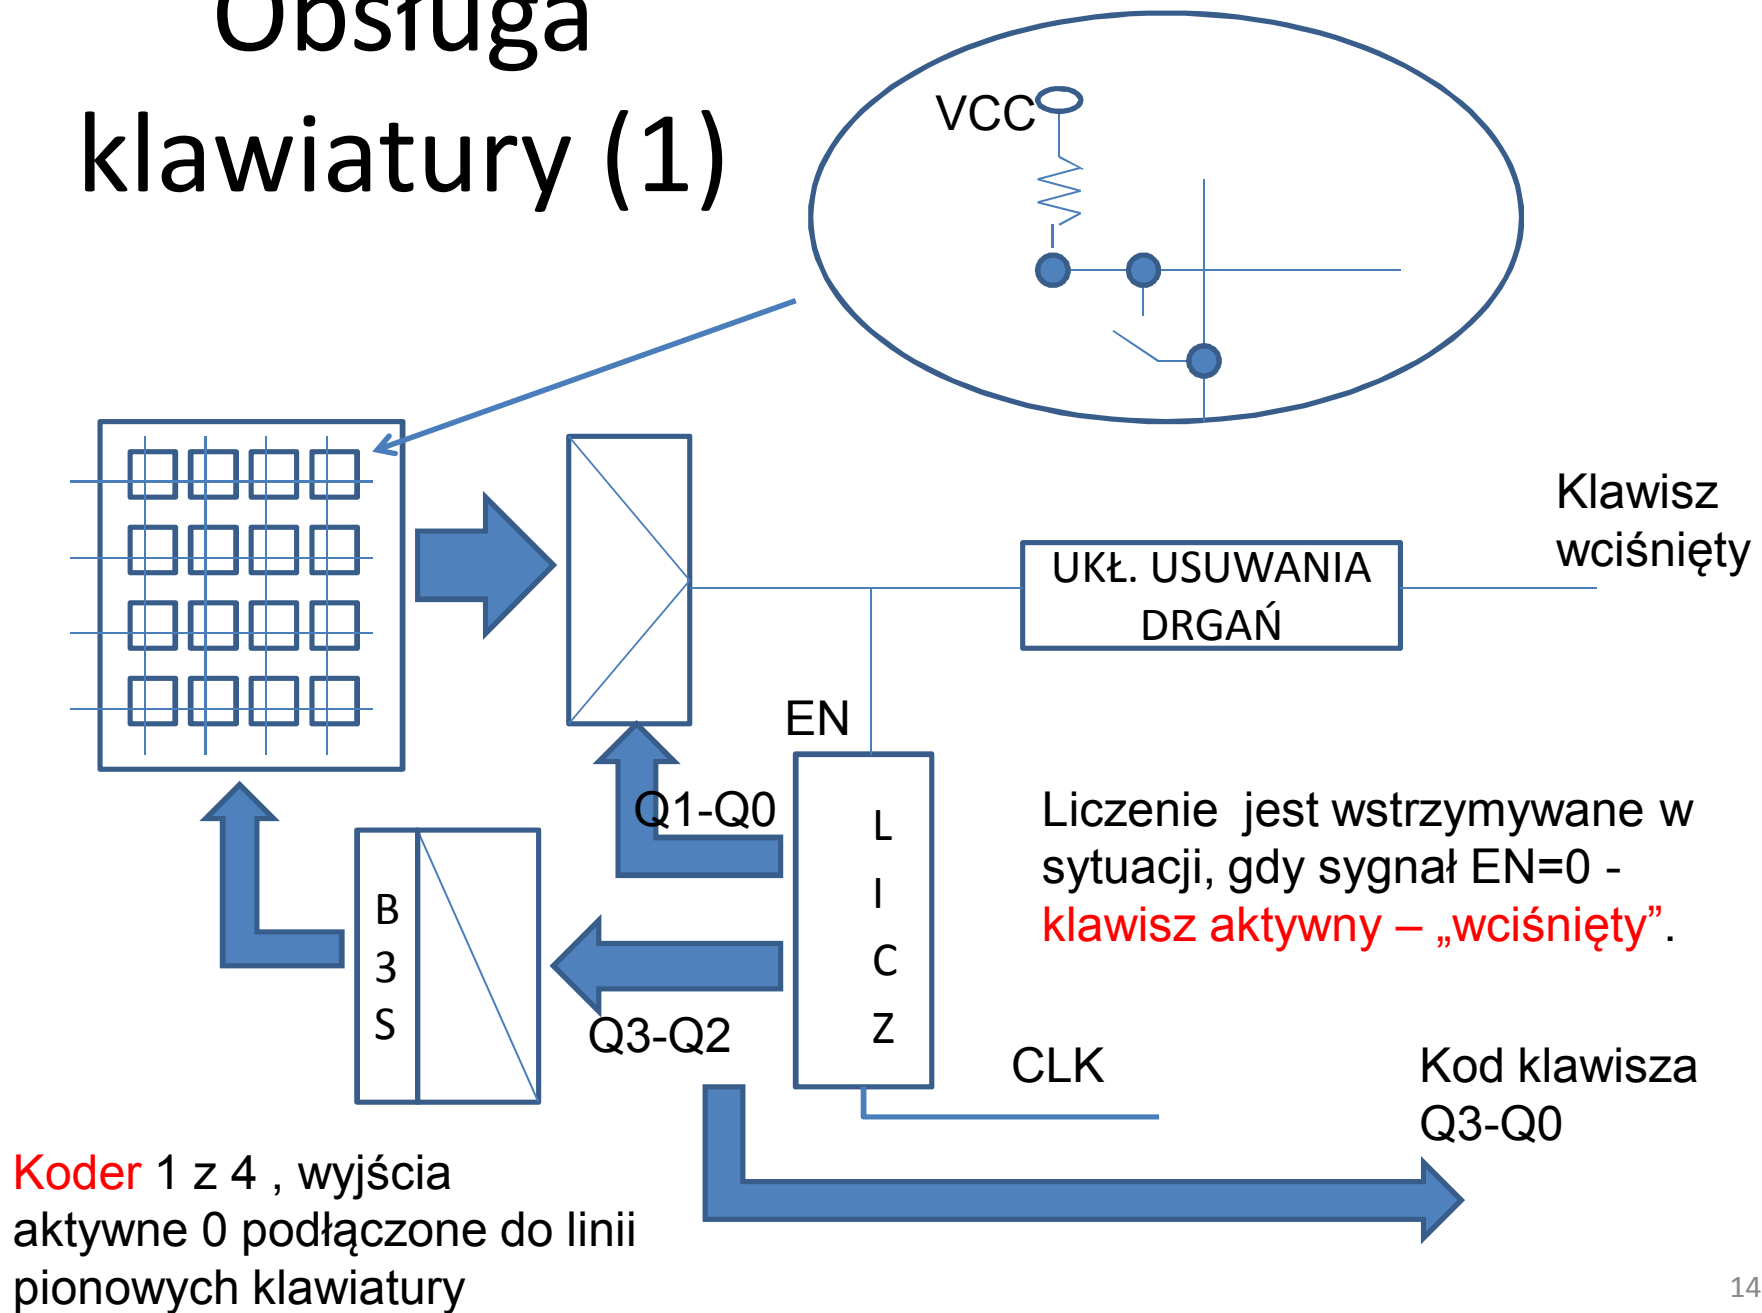 Obsługa
klawiatury (1)
VCC
Klawisz
wciśnięty
UKŁ. USUWANIA
DRGAŃ
EN
Q1-Q0
L
I
C
Z
Liczenie jest wstrzymywane w
sytuacji, gdy sygnał EN=0 -
klawisz aktywny – „wciśnięty”.
B
3
S
Q3-Q2
CLK
Kod klawisza
Q3-Q0
Koder 1 z 4 , wyjścia
aktywne 0 podłączone do linii
pionowych klawiatury
14